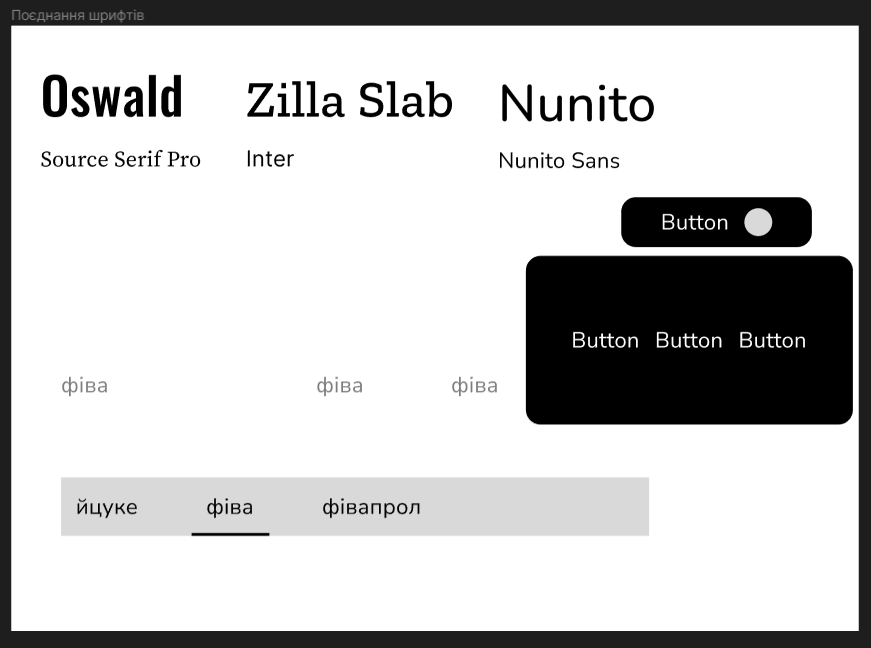 Поєднання шрифтів
Oswald Zilla Slab Nunito
Source Serif Pro Inter Nunito Sans
Button
Button Button Button
фіва фіва фіва
йцуке фіва фівапрол